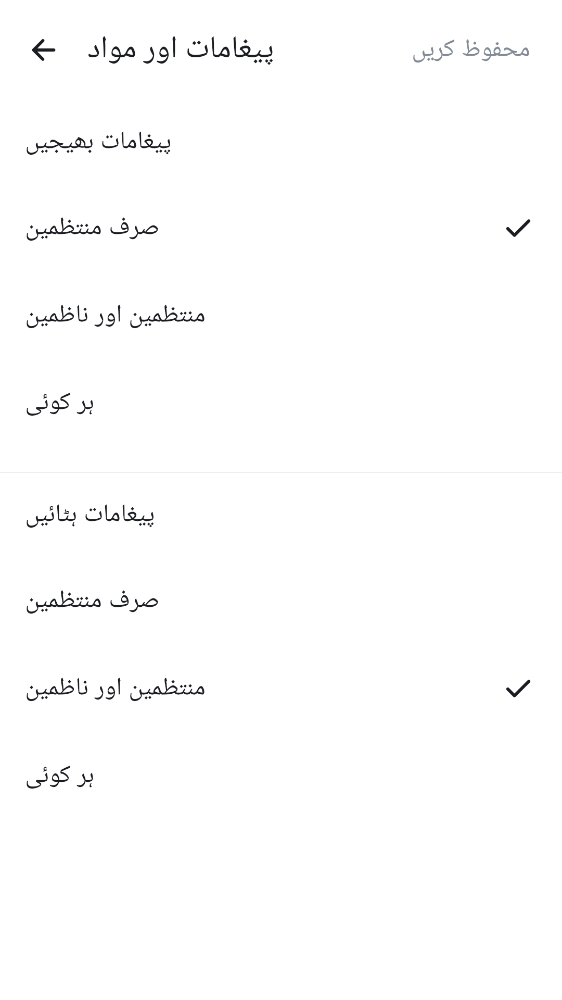 پیغامات اور مواد
محفوظ کریں
پیغامات بھیجیں
صرف منتظمین
منتظمین اور ناظمین
ہر کوئی
پیغامات ہٹائیں
صرف منتظمین
منتظمین اور ناظمین
ہر کوئی